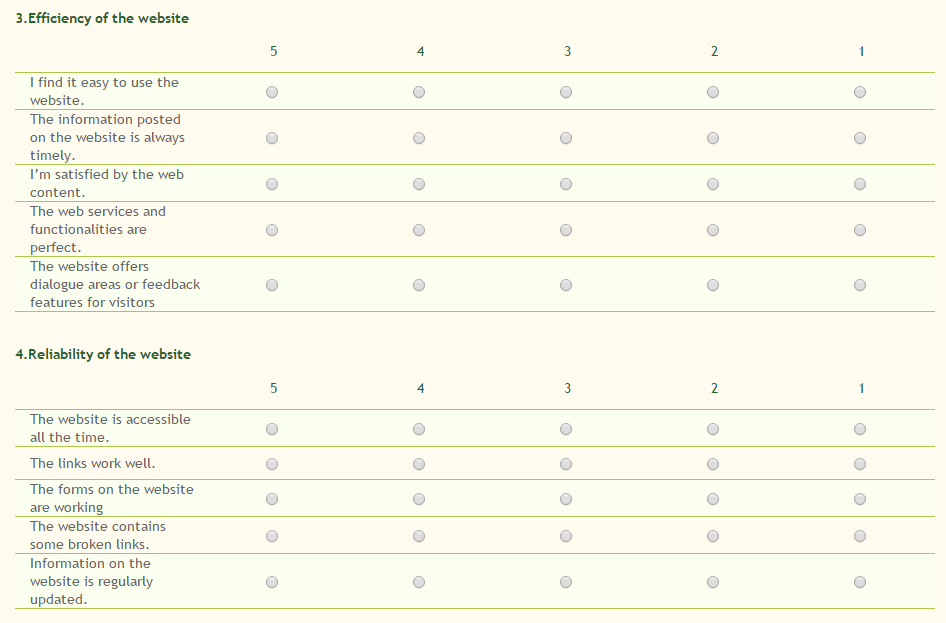 3.Efficiency of the website
5 4 3 2 1
I find it easy to use the
website.
The information posted
on the website is always
timely.
I'm satisfied by the web
content.
The web services and
functionalities are
perfect.
The website offers
dialogue areas or feedback
features for visitors
4.Reliability of the website
5 4 3 2 1
The website is accessible
all the time.
The links work well.
The forms on the website
are working
The website contains
some broken links.
Information on the
website is regularly
updated.